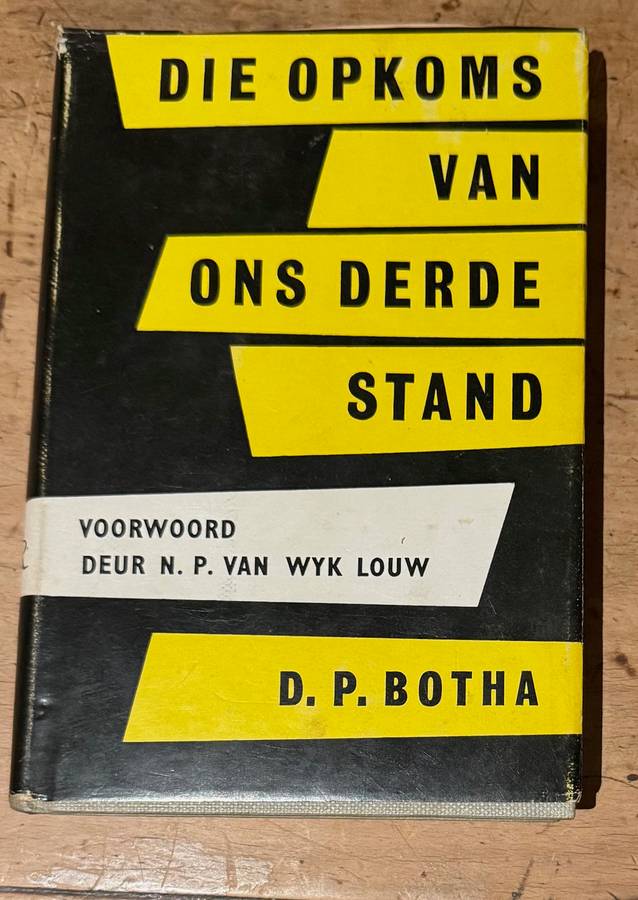 DIE OPKOMS
VAN
ONS DERDE
STAND
VOORWOORD
DEUR N. P. VAN WYK LOUW
D. P. BOTHA